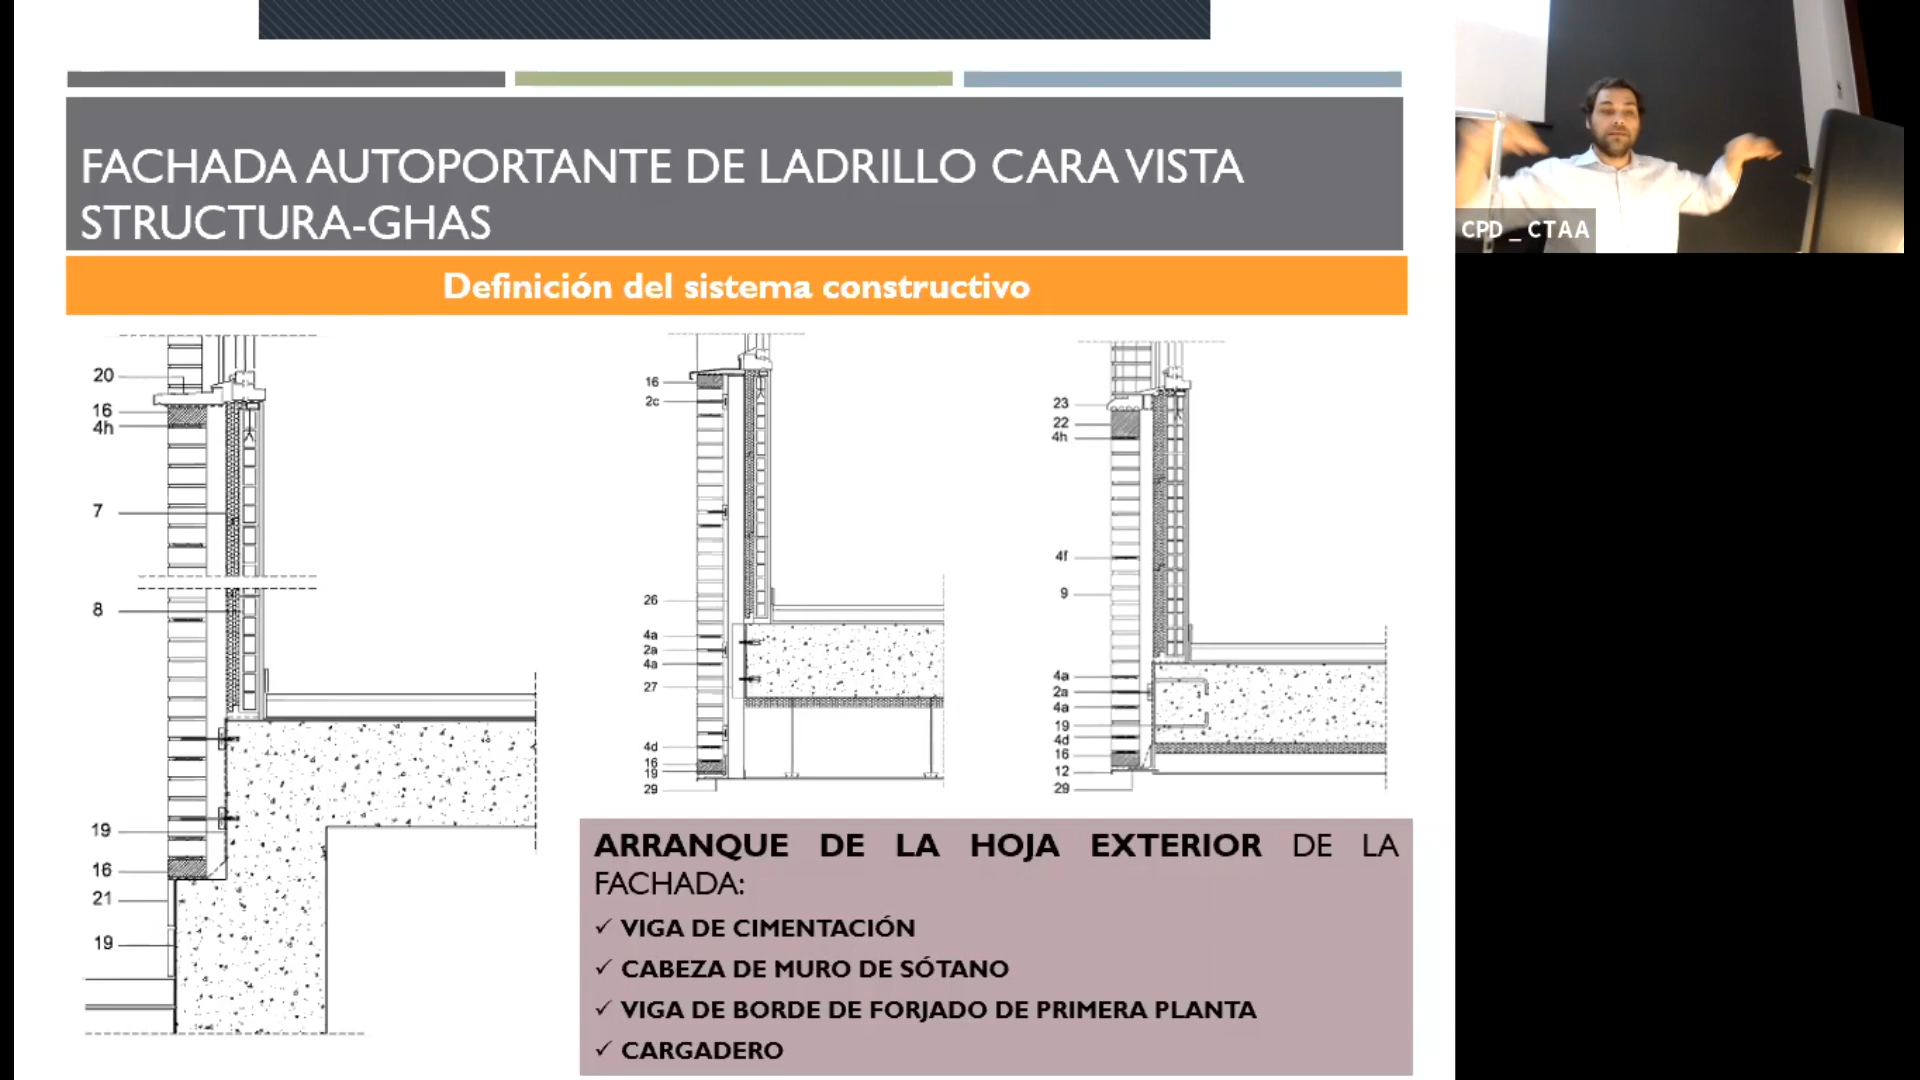 FACHADA AUTOPORTANTE DE LADRILLO CARA VISTA
STRUCTURA-GHAS
CPD _ CTAA
Definición del sistema constructivo
20
16
4h
7
8
19
16
21
19
16
2c
26
4a
2a
4a
27
4d
16
19
29
23
22
4h
4f
9
4a
2a
4a
19
4d
16
12
29
ARRANQUE DE LA HOJA EXTERIOR DE LA
FACHADA:
✓ VIGA DE CIMENTACIÓN
✓ CABEZA DE MURO DE SÓTANO
✓ VIGA DE BORDE DE FORJADO DE PRIMERA PLANTA
✓ CARGADERO